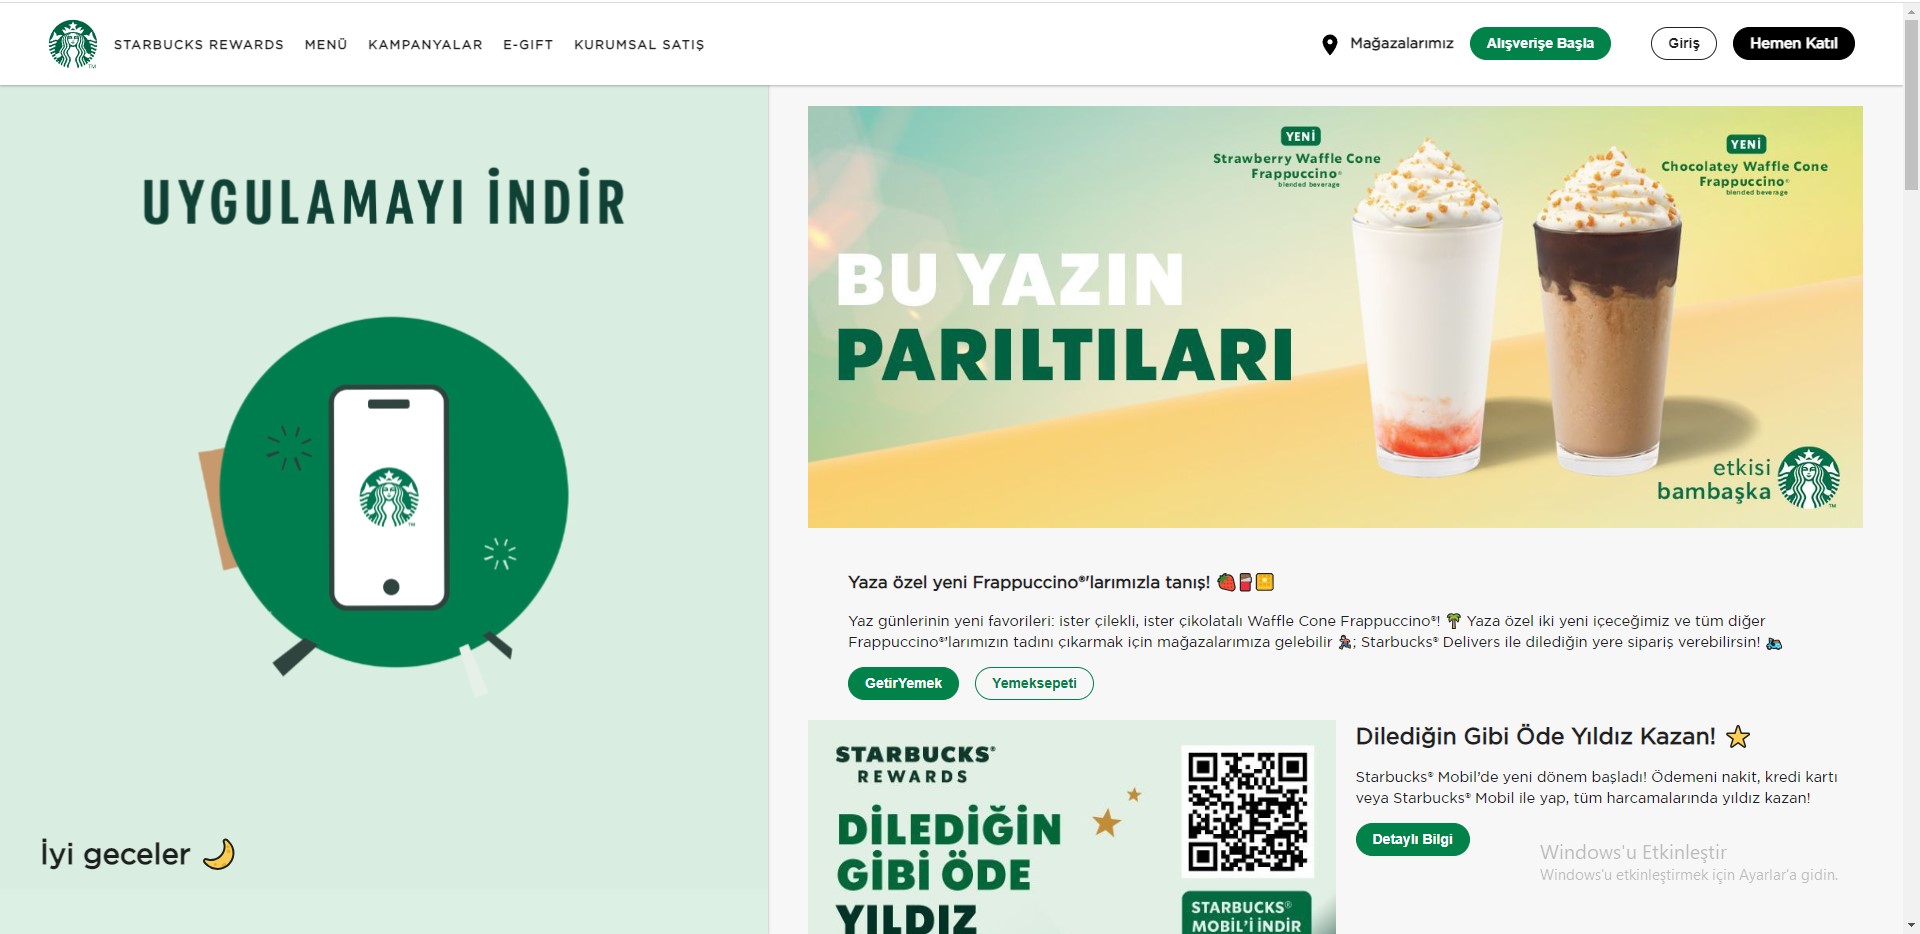 STARBUCKS REWARDS MENÜ KAMPANYALAR E-GIFT KURUMSAL SATIŞ
Mağazalarımız Alışverişe Başla Giriş Hemen Katıl
UYGULAMAYI İNDİR
TM
İyi geceler
YENİ
Strawberry Waffle Cone
Frappuccino®
blended beverage
YENİ
Chocolatey Waffle Cone
Frappuccino®
blended beverage
BU YAZIN
PARILTILARI
etkisi
bambaşka
Yaza özel yeni Frappuccino®'larımızla tanış! 🍓🍫🧇
Yaz günlerinin yeni favorileri: ister çilekli, ister çikolatalı Waffle Cone Frappuccino®! 🌴 Yaza özel iki yeni içeceğimiz ve tüm diğer
Frappuccino®'larımızın tadını çıkarmak için mağazalarımıza gelebilir 🏃; Starbucks® Delivers ile dilediğin yere sipariş verebilirsin! 🛵
GetirYemek Yemeksepeti
STARBUCKS®
REWARDS
DİLEDİĞİN
GİBİ ÖDE
YILDIZ
STARBUCKS®
MOBİL'İ İNDİR
Dilediğin Gibi Öde Yıldız Kazan! ⭐
Starbucks® Mobil’de yeni dönem başladı! Ödemeni nakit, kredi kartı
veya Starbucks® Mobil ile yap, tüm harcamalarında yıldız kazan!
Detaylı Bilgi
Windows'u Etkinleştir
Windows'u etkinleştirmek için Ayarlar'a gidin.